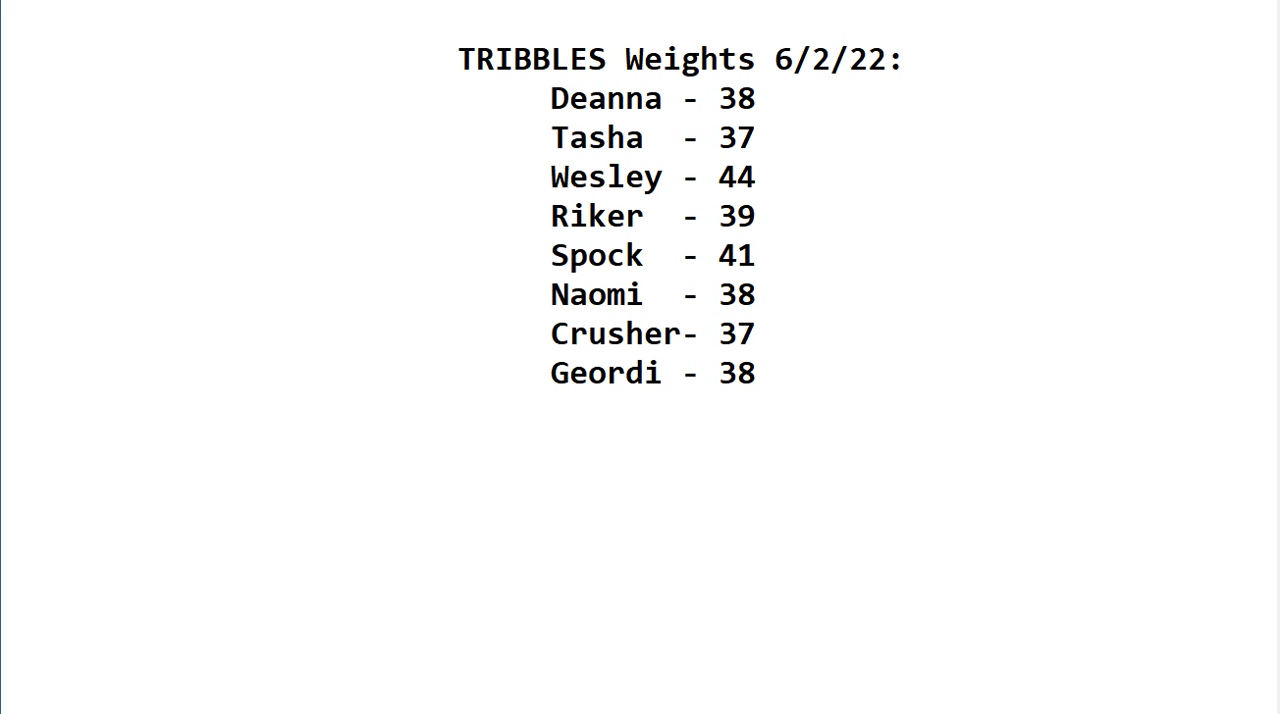 TRIBBLES Weights 6/2/22:
Deanna - 38
Tasha  - 37
Wesley - 44
Riker  - 39
Spock  - 41
Naomi  - 38
Crusher- 37
Geordi - 38